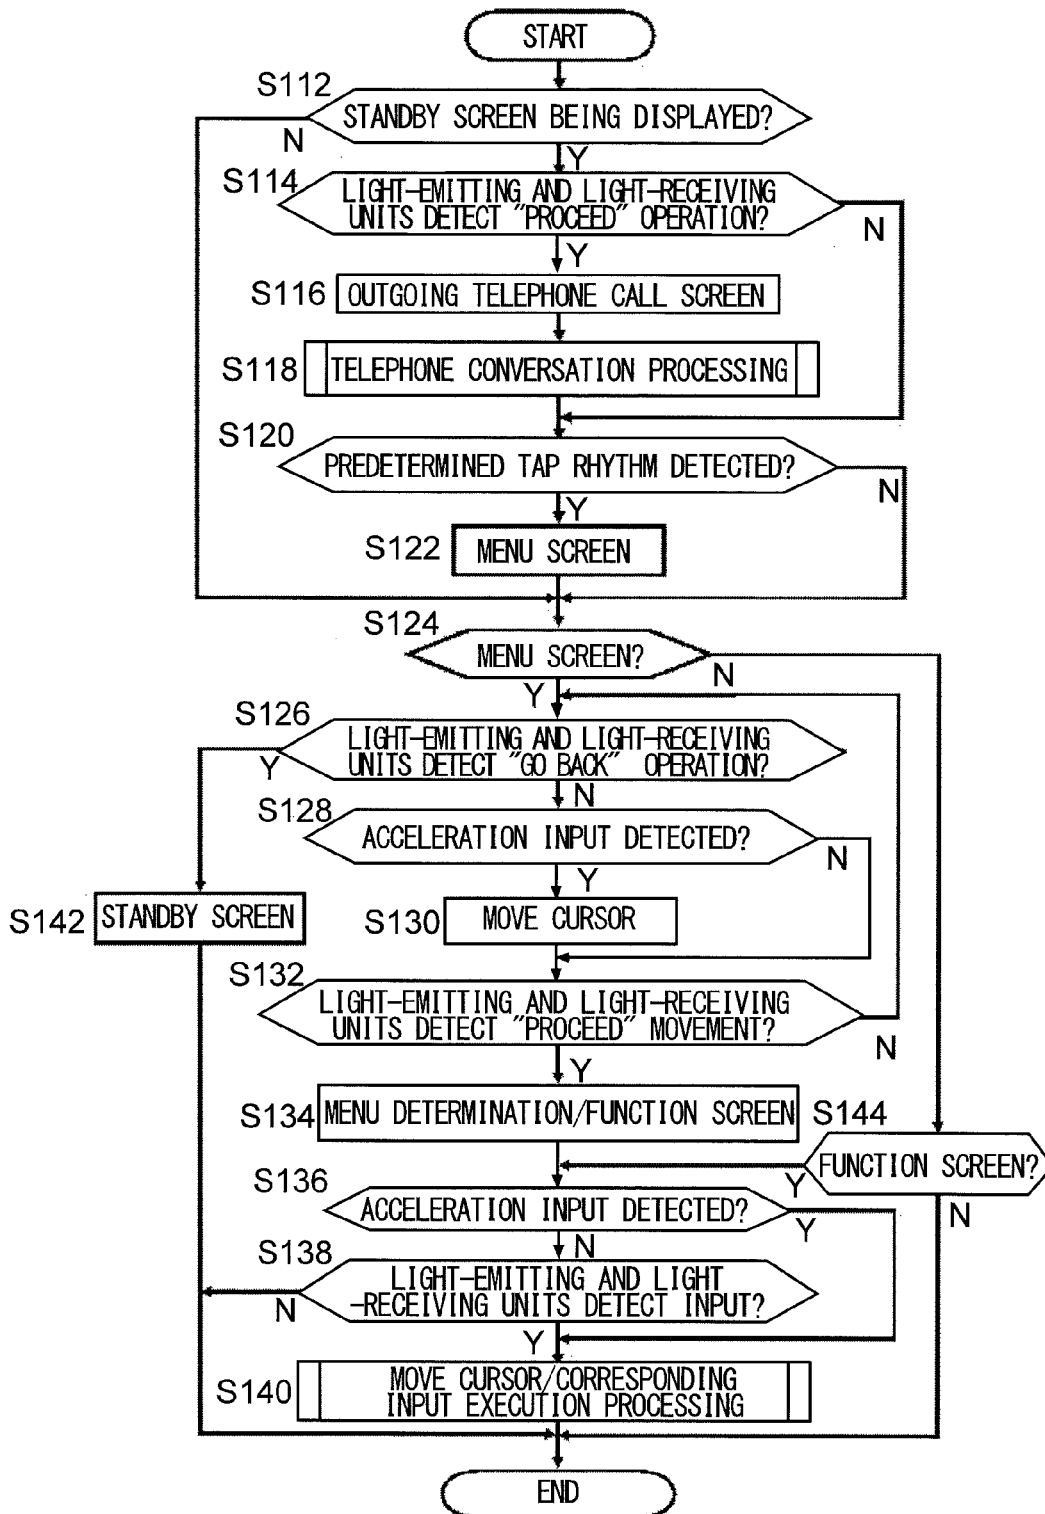 START
S112
STANDBY SCREEN BEING DISPLAYED?
N
Y
S114
LIGHT-EMITTING AND LIGHT-RECEIVING
UNITS DETECT "PROCEED" OPERATION?
N
Y
S116
OUTGOING TELEPHONE CALL SCREEN
S118
TELEPHONE CONVERSATION PROCESSING
S120
PREDETERMINED TAP RHYTHM DETECTED?
N
Y
S122
MENU SCREEN
S124
MENU SCREEN?
N
Y
S126
LIGHT-EMITTING AND LIGHT-RECEIVING
UNITS DETECT "GO BACK" OPERATION?
Y
N
S128
ACCELERATION INPUT DETECTED?
N
Y
S142
STANDBY SCREEN
S130
MOVE CURSOR
S132
LIGHT-EMITTING AND LIGHT-RECEIVING
UNITS DETECT "PROCEED" MOVEMENT?
N
Y
S134
MENU DETERMINATION/FUNCTION SCREEN
S144
FUNCTION SCREEN?
Y
N
S136
ACCELERATION INPUT DETECTED?
Y
N
S138
LIGHT-EMITTING AND LIGHT
-RECEIVING UNITS DETECT INPUT?
N
Y
S140
MOVE CURSOR/CORRESPONDING
INPUT EXECUTION PROCESSING
END